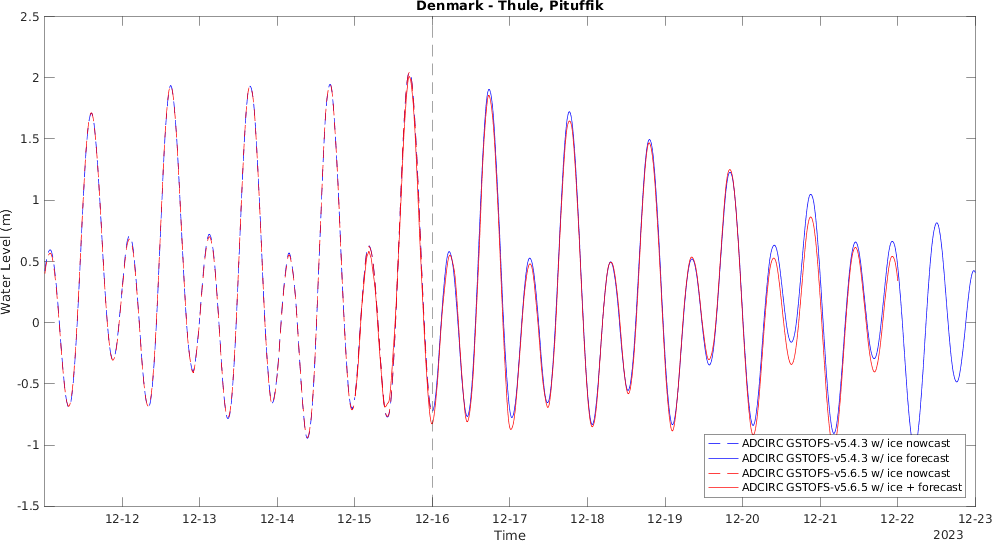 Denmark - Thule, Pituffik
2.5
2
1.5
1
0.5
0
-0.5
-1
-1.5
Water Level (m)
ADCIRC GSTOFS-v5.4.3 w/ ice nowcast
ADCIRC GSTOFS-v5.4.3 w/ ice forecast
ADCIRC GSTOFS-v5.6.5 w/ ice nowcast
ADCIRC GSTOFS-v5.6.5 w/ ice + forecast
12-12 12-13 12-14 12-15 12-16 12-17 12-18 12-19 12-20 12-21 12-22 12-23
Time
2023